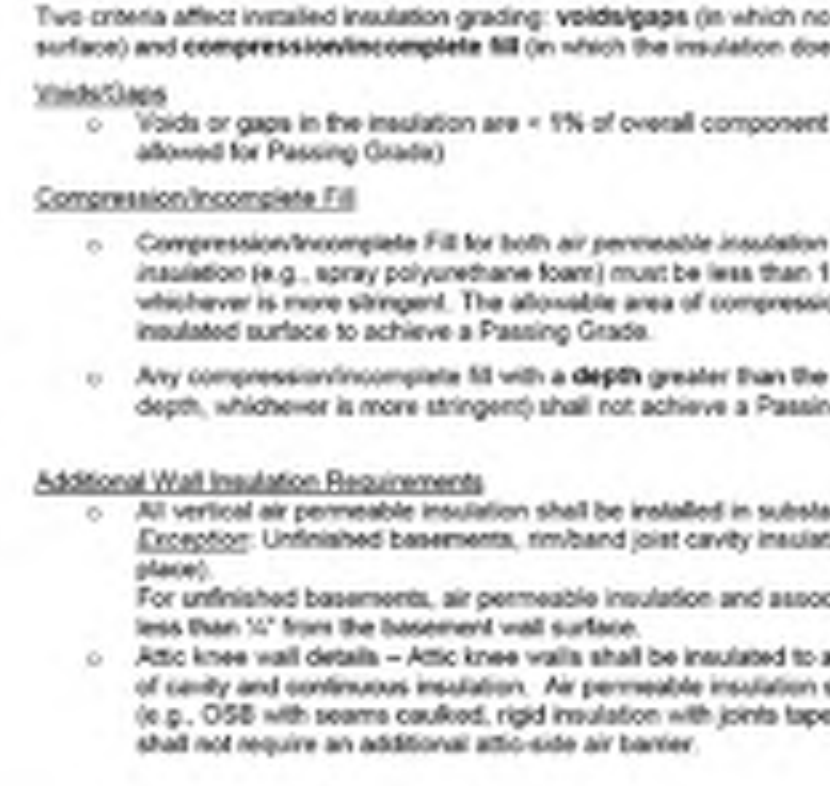 Two criteria affect installed insulation grading: voids/gaps (in which no
surface) and compression/incomplete fill (in which the insulation doe
Voids/Gaps
o Voids or gaps in the insulation are < 1% of overall component
allowed for Passing Grade)
Compression/Incomplete Fill
o Compression/Incomplete Fill for both air permeable insulation
insulation (e.g., spray polyurethane foam) must be less than 1
whichever is more stringent. The allowable area of compressio
insulated surface to achieve a Passing Grade.
o Any compression/incomplete fill with a depth greater than the
depth, whichever is more stringent) shall not achieve a Passin
Additional Wall Insulation Requirements
o All vertical air permeable insulation shall be installed in substa
Exception: Unfinished basements, rim/band joist cavity insulat
place).
For unfinished basements, air permeable insulation and assoc
less than ¼" from the basement wall surface.
o Attic knee wall details – Attic knee walls shall be insulated to a
of cavity and continuous insulation. Air permeable insulation s
(e.g., OSB with seams caulked, rigid insulation with joints tape
shall not require an additional attic-side air barrier.